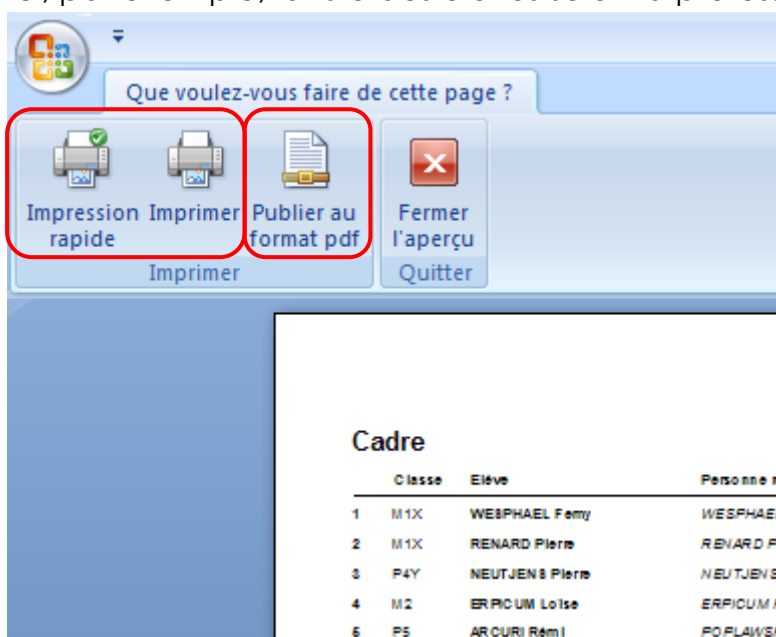 Que voulez-vous faire de cette page ?
Impression rapide
Imprimer
Publier au format pdf
Fermer l'aperçu
Imprimer
Quitter
Cadre
Classe Elève Personne
1 M1X WESPHAEL Femy WESPHAEL
2 M1X RENARD Pierre RENARD
3 P4Y NEUTJENS Pierre NEUTJENS
4 M2 ERPICUM Loïse ERPICUM
5 P5 ARCURI Rémi